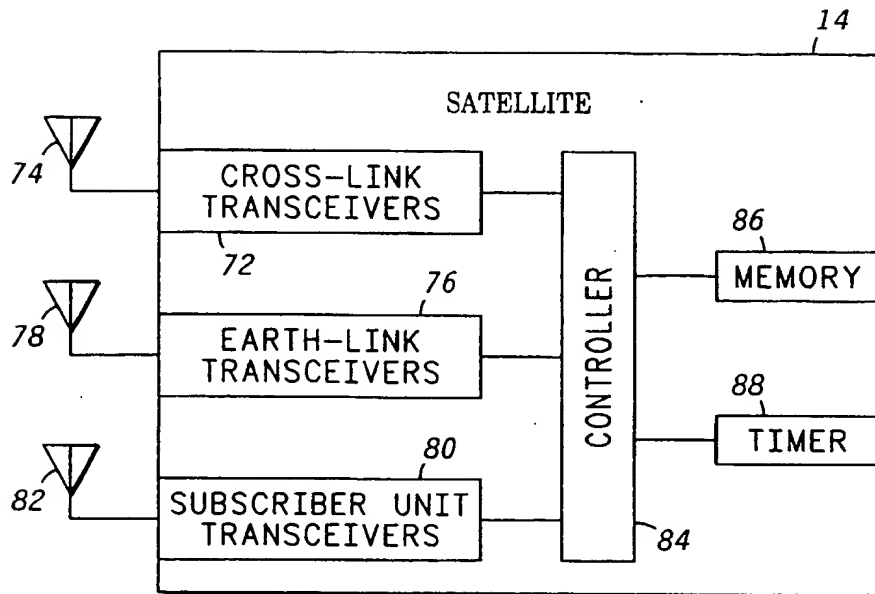 14
SATELLITE
74
CROSS-LINK
TRANSCEIVERS
72
86
MEMORY
78
76
EARTH-LINK
TRANSCEIVERS
CONTROLLER
88
TIMER
82
80
SUBSCRIBER UNIT
TRANSCEIVERS
84